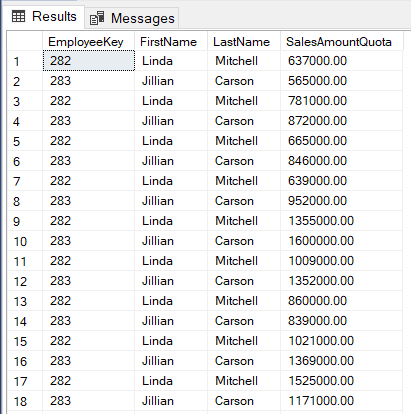 Results Messages
EmployeeKey FirstName LastName SalesAmountQuota
1 282 Linda Mitchell 637000.00
2 283 Jillian Carson 565000.00
3 282 Linda Mitchell 781000.00
4 283 Jillian Carson 872000.00
5 282 Linda Mitchell 665000.00
6 283 Jillian Carson 846000.00
7 282 Linda Mitchell 639000.00
8 283 Jillian Carson 952000.00
9 282 Linda Mitchell 1355000.00
10 283 Jillian Carson 1600000.00
11 282 Linda Mitchell 1009000.00
12 283 Jillian Carson 1352000.00
13 282 Linda Mitchell 860000.00
14 283 Jillian Carson 839000.00
15 282 Linda Mitchell 1021000.00
16 283 Jillian Carson 1369000.00
17 282 Linda Mitchell 1525000.00
18 283 Jillian Carson 1171000.00